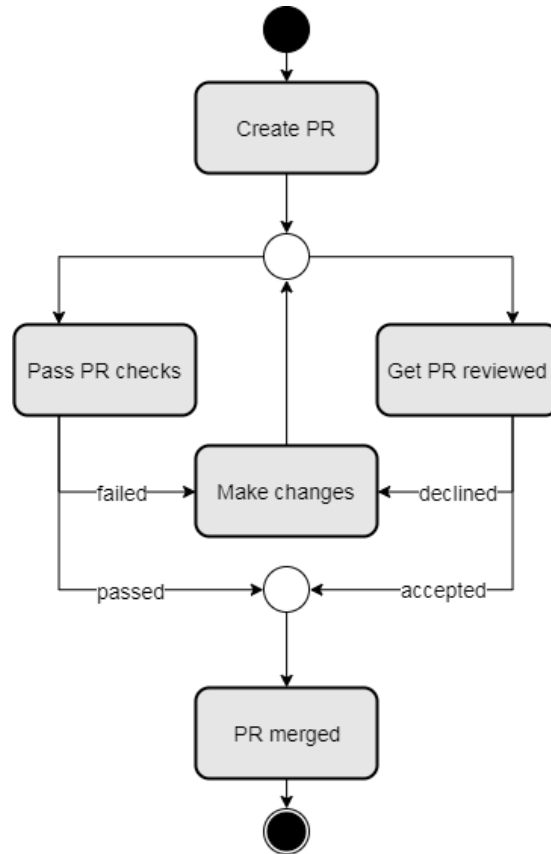 Create PR
Pass PR checks
Get PR reviewed
failed
Make changes
declined
passed
accepted
PR merged